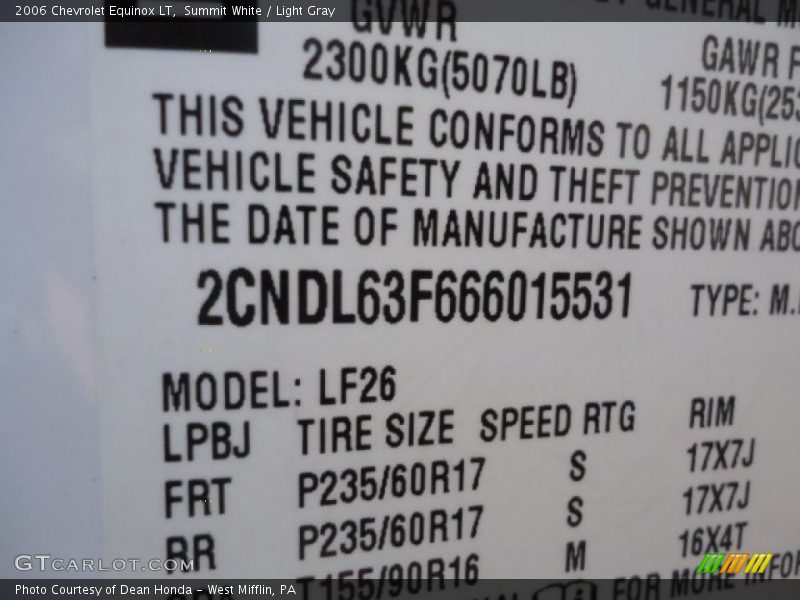 2006 Chevrolet Equinox LT,  Summit White / Light Gray
GVWR
GENERAL
2300KG(5070LB)
GAWR F
1150KG(253
THIS VEHICLE CONFORMS TO ALL APPLIC
VEHICLE SAFETY AND THEFT PREVENTION
THE DATE OF MANUFACTURE SHOWN ABO
2CNDL63F666015531 TYPE: M.
MODEL: LF26
LPBJ TIRE SIZE SPEED RTG RIM
FRT P235/60R17 S 17X7J
RR P235/60R17 S 17X7J
T155/90R16 M 16X4T
FOR MORE INFOR
GTCARLOT.COM
Photo Courtesy of Dean Honda - West Mifflin, PA